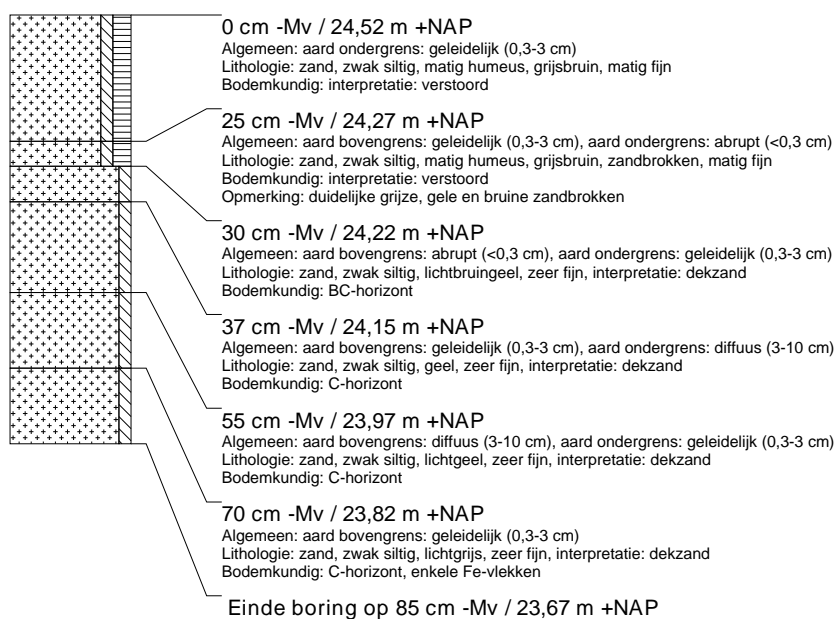 0 cm -Mv / 24,52 m +NAP
Algemeen: aard ondergrens: geleidelijk (0,3-3 cm)
Lithologie: zand, zwak siltig, matig humeus, grijsbruin, matig fijn
Bodemkundig: interpretatie: verstoord
25 cm -Mv / 24,27 m +NAP
Algemeen: aard bovengrens: geleidelijk (0,3-3 cm), aard ondergrens: abrupt (<0,3 cm)
Lithologie: zand, zwak siltig, matig humeus, grijsbruin, zandbrokken, matig fijn
Bodemkundig: interpretatie: verstoord
Opmerking: duidelijke grijze, gele en bruine zandbrokken
30 cm -Mv / 24,22 m +NAP
Algemeen: aard bovengrens: abrupt (<0,3 cm), aard ondergrens: geleidelijk (0,3-3 cm)
Lithologie: zand, zwak siltig, lichtbruingeel, zeer fijn, interpretatie: dekzand
Bodemkundig: BC-horizont
37 cm -Mv / 24,15 m +NAP
Algemeen: aard bovengrens: geleidelijk (0,3-3 cm), aard ondergrens: diffuus (3-10 cm)
Lithologie: zand, zwak siltig, geel, zeer fijn, interpretatie: dekzand
Bodemkundig: C-horizont
55 cm -Mv / 23,97 m +NAP
Algemeen: aard bovengrens: diffuus (3-10 cm), aard ondergrens: geleidelijk (0,3-3 cm)
Lithologie: zand, zwak siltig, lichtgeel, zeer fijn, interpretatie: dekzand
Bodemkundig: C-horizont
70 cm -Mv / 23,82 m +NAP
Algemeen: aard bovengrens: geleidelijk (0,3-3 cm)
Lithologie: zand, zwak siltig, lichtgrijs, zeer fijn, interpretatie: dekzand
Bodemkundig: C-horizont, enkele Fe-vlekken
Einde boring op 85 cm -Mv / 23,67 m +NAP